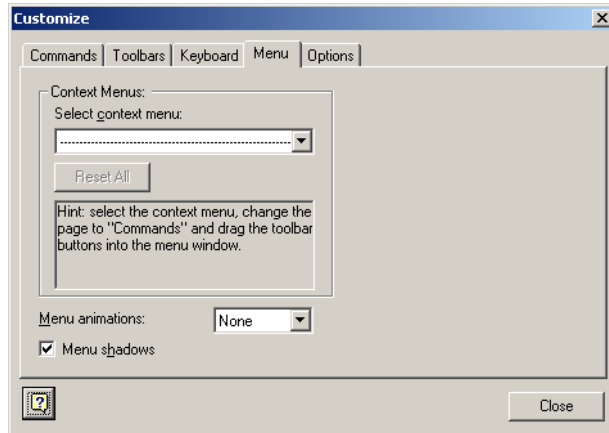 Customize
Commands Toolbars Keyboard Menu Options
Context Menus:
Select context menu:
Reset All
Hint: select the context menu, change the
page to "Commands" and drag the toolbar
buttons into the menu window.
Menu animations: None
Menu shadows
Close